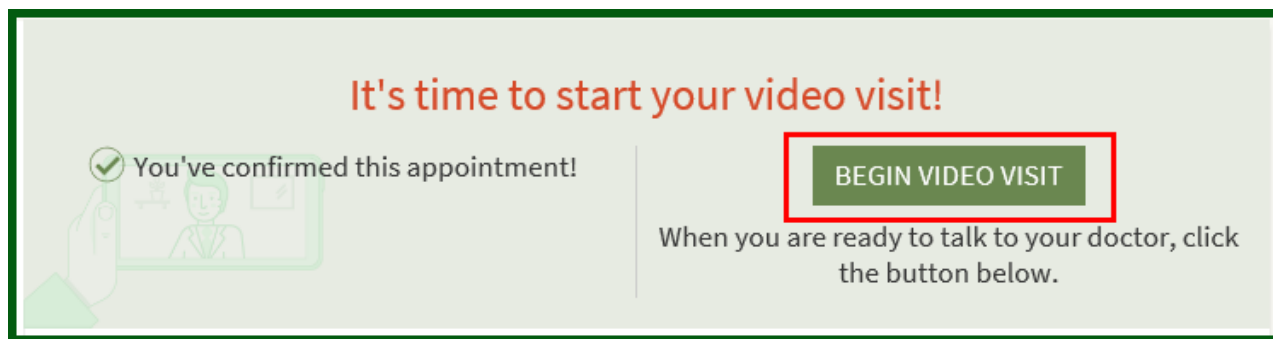 It's time to start your video visit!
You've confirmed this appointment!
BEGIN VIDEO VISIT
When you are ready to talk to your doctor, click
the button below.